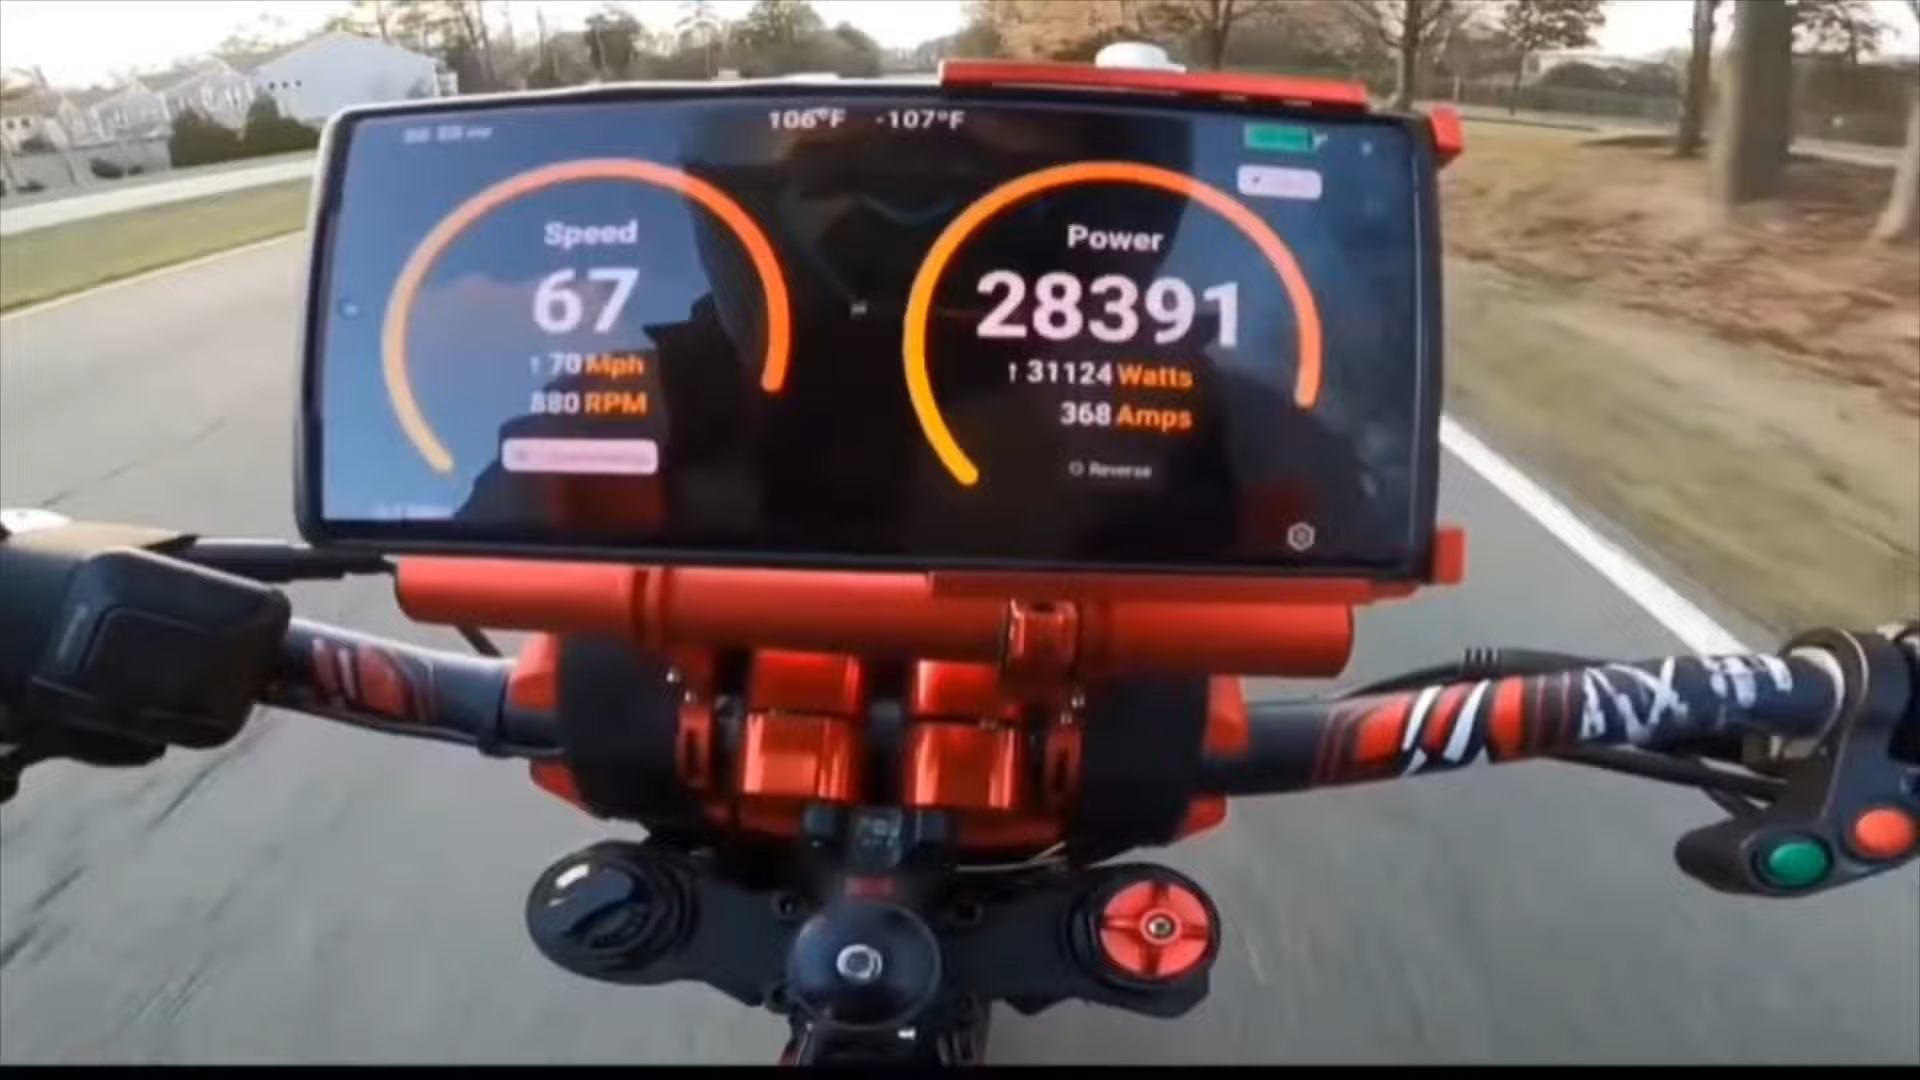 106°F -107°F
Speed
67
↑ 70 Mph
880 RPM
Power
28391
↑ 31124 Watts
368 Amps
Reverse